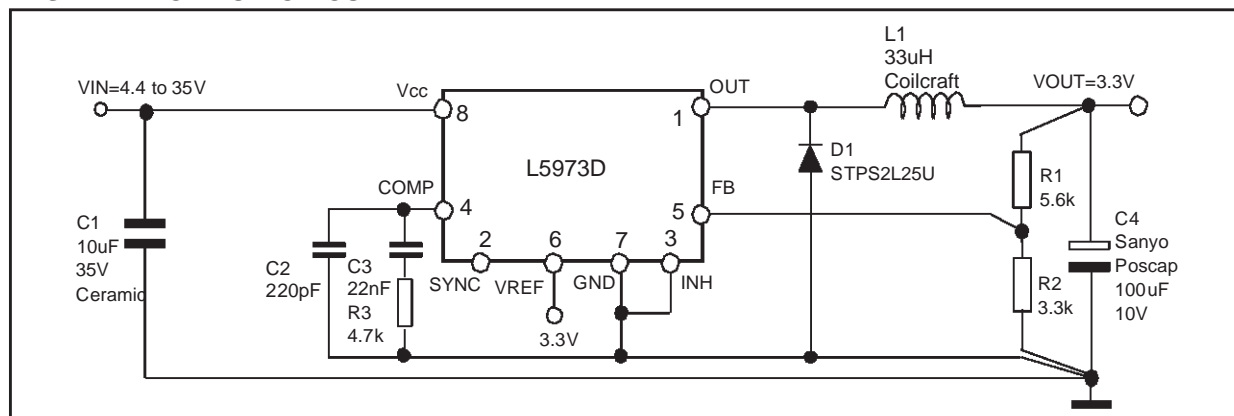 VIN=4.4 to 35V
Vcc
8
L5973D
COMP
4
2
SYNC
6
VREF
3.3V
7
GND
3
INH
OUT
1
FB
5
L1
33uH
Coilcraft
VOUT=3.3V
D1
STPS2L25U
R1
5.6k
R2
3.3k
C4
Sanyo
Poscap
100uF
10V
C1
10uF
35V
Ceramic
C2
220pF
C3
22nF
R3
4.7k